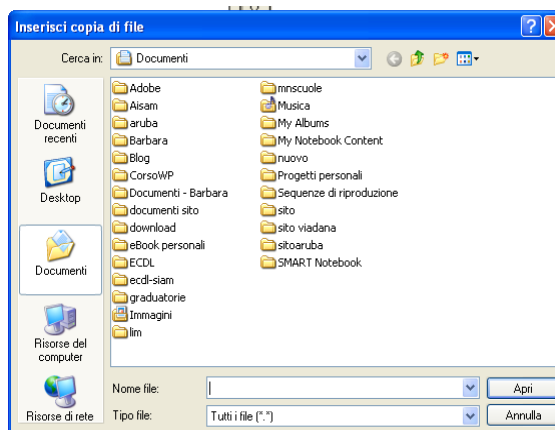 Inserisci copia di file
Cerca in:
Documenti
Documenti
recenti
Desktop
Documenti
Risorse del
computer
Risorse di rete
Adobe
Aisam
aruba
Barbara
Blog
CorsoWP
Documenti - Barbara
documenti sito
download
eBook personali
ECDL
ecdl-siam
graduatorie
Immagini
lim
mnscuole
Musica
My Albums
My Notebook Content
nuovo
Progetti personali
Sequenze di riproduzione
sito
sito viadana
sitoaruba
SMART Notebook
Nome file:
Apri
Tipo file:
Tutti i file (*.*)
Annulla